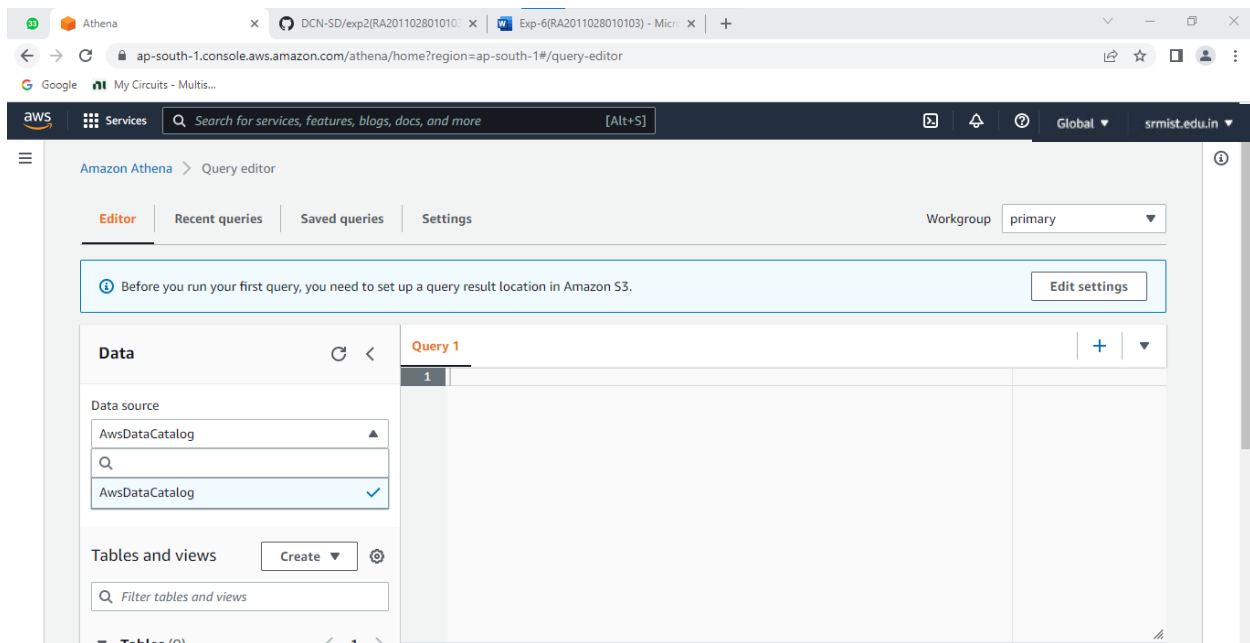 33 Athena
DCN-SD/exp2(RA2011028010103
Exp-6(RA2011028010103) - Micr
ap-south-1.console.aws.amazon.com/athena/home?region=ap-south-1#/query-editor
Google My Circuits - Multis...
aws Services Search for services, features, blogs, docs, and more [Alt+S] Global srmist.edu.in
Amazon Athena > Query editor
Editor Recent queries Saved queries Settings Workgroup primary
Before you run your first query, you need to set up a query result location in Amazon S3. Edit settings
Data
Query 1
1
Data source
AwsDataCatalog
AwsDataCatalog
Tables and views Create
Filter tables and views
Tables 1